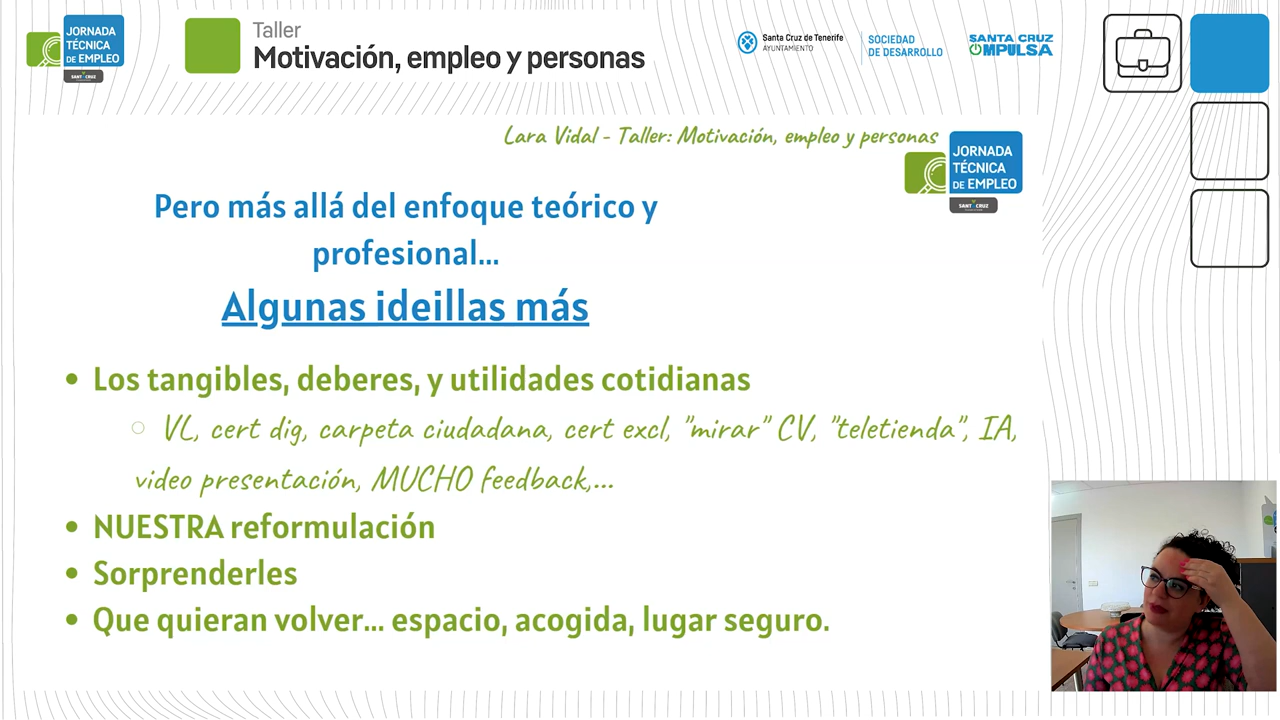 JORNADA
TÉCNICA
DE EMPLEO
SANTACRUZ
Taller
Motivación, empleo y personas
Santa Cruz de Tenerife
AYUNTAMIENTO
SOCIEDAD
DE DESARROLLO
SANTA CRUZ
IMPULSA
Lara Vidal - Taller: Motivación, empleo y personas
JORNADA
TÉCNICA
DE EMPLEO
SANTACRUZ
Pero más allá del enfoque teórico y
profesional...
Algunas ideillas más
• Los tangibles, deberes, y utilidades cotidianas
○ VL, cert dig, carpeta ciudadana, cert excl, "mirar" CV, "teletienda", IA,
video presentación, MUCHO feedback,...
• NUESTRA reformulación
• Sorprenderles
• Que quieran volver... espacio, acogida, lugar seguro.